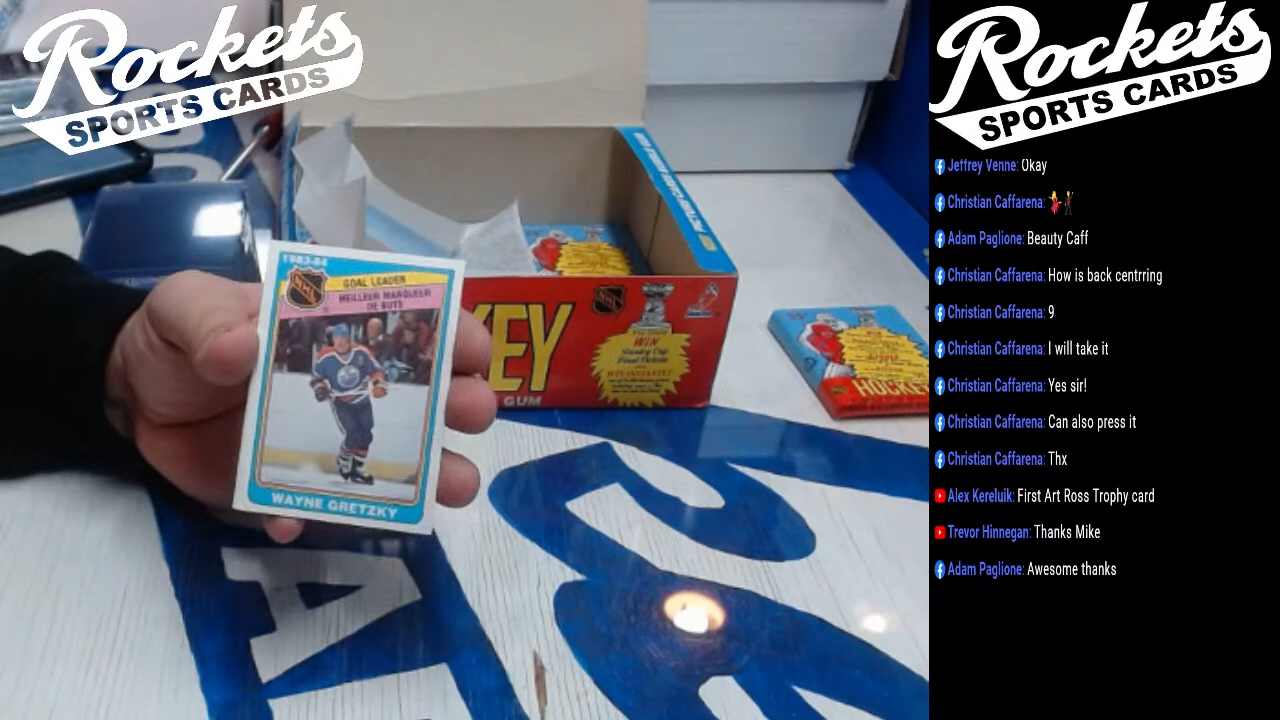 Rockets
SPORTS CARDS
1983-84
NHL
GOAL LEADER
MEILLEUR MARQUEUR
DE BUTS
WAYNE GRETZKY
KEY
GUM
WIN
Stanley Cup
HOCKEY
Rockets
SPORTS CARDS
Jeffrey Venne: Okay
Christian Caffarena: 💃🕺
Adam Paglione: Beauty Caff
Christian Caffarena: How is back centrring
Christian Caffarena: 9
Christian Caffarena: I will take it
Christian Caffarena: Yes sir!
Christian Caffarena: Can also press it
Christian Caffarena: Thx
Alex Kereluik: First Art Ross Trophy card
Trevor Hinnegan: Thanks Mike
Adam Paglione: Awesome thanks